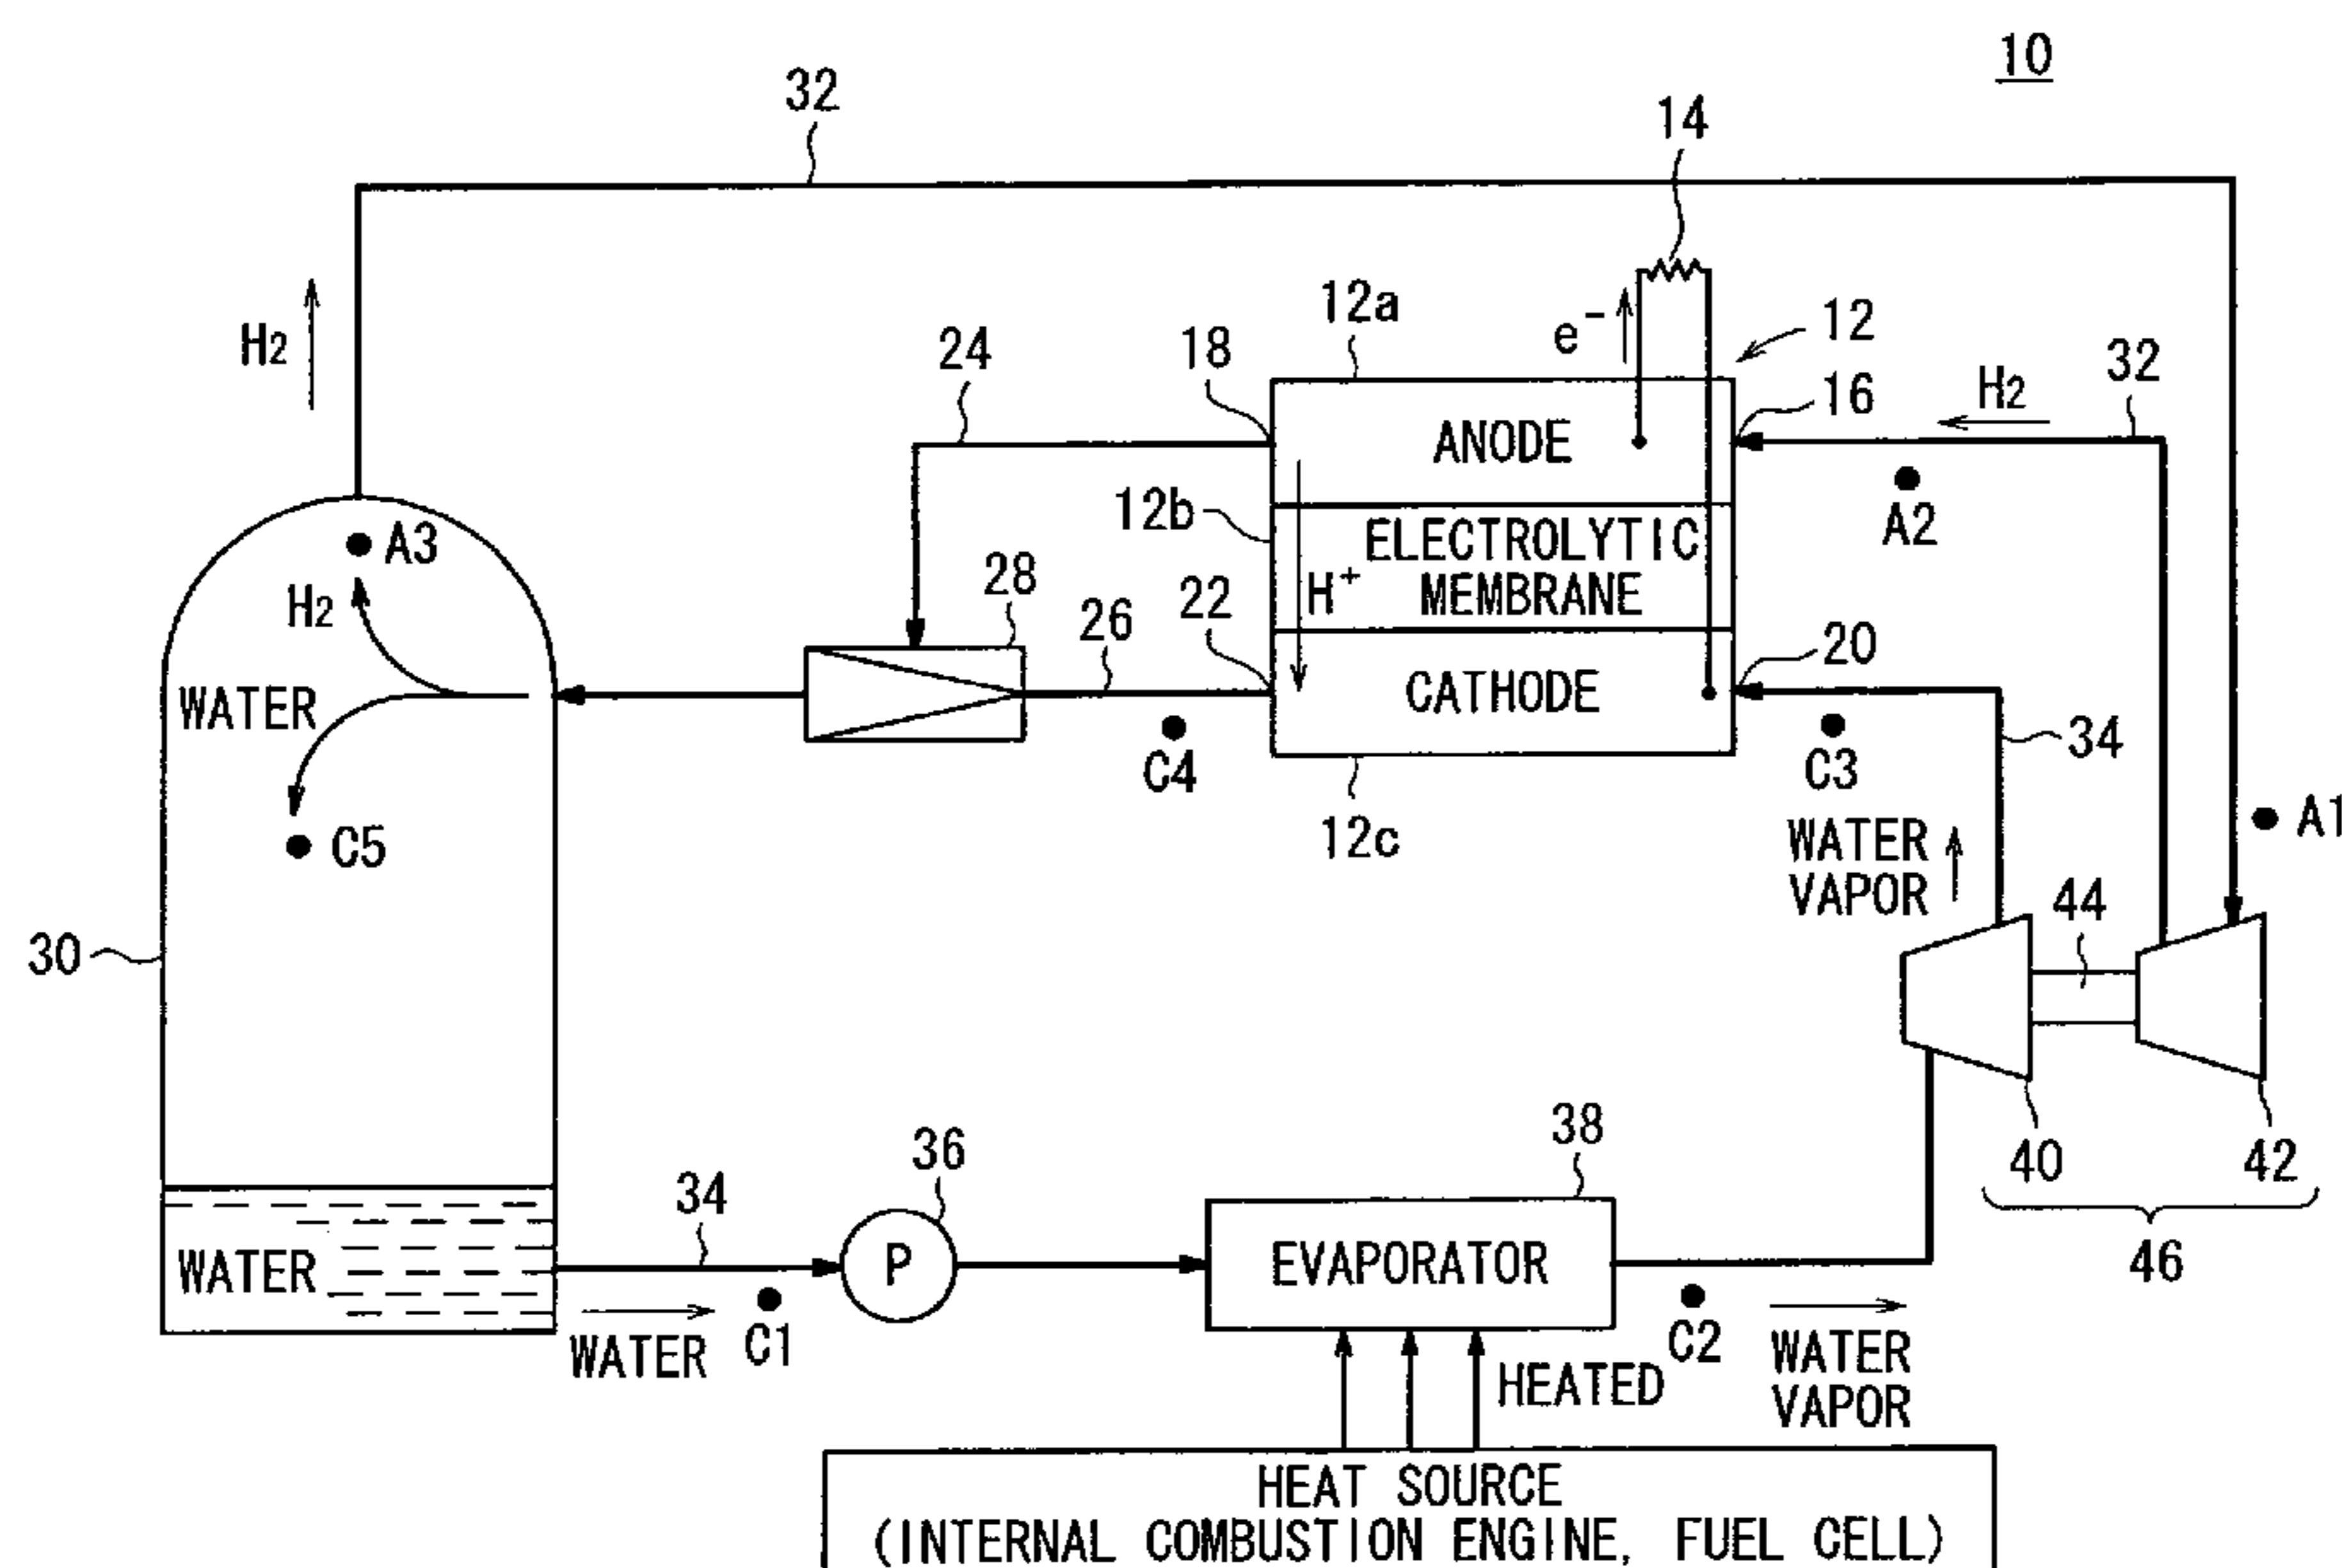 10
32
14
12a
12
e-
H2
18
24
16
H2
32
ANODE
12b
A2
A3
ELECTROLYTIC
MEMBRANE
H+
28
22
26
H2
20
WATER
CATHODE
34
C4
C3
C5
12c
A1
WATER
VAPOR
44
30
38
36
40
42
34
46
WATER
P
EVAPORATOR
WATER
C1
C2
WATER
VAPOR
HEATED
HEAT SOURCE
(INTERNAL COMBUSTION ENGINE, FUEL CELL)